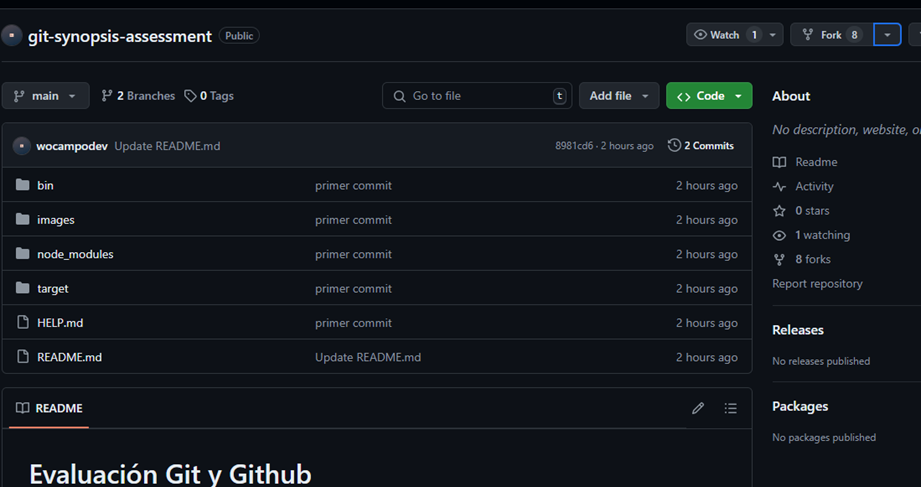 git-synopsis-assessment Public Watch 1 Fork 8
main 2 Branches 0 Tags Go to file t Add file Code
wocampodev Update README.md 8981cd6 · 2 hours ago 2 Commits
bin primer commit 2 hours ago
images primer commit 2 hours ago
node_modules primer commit 2 hours ago
target primer commit 2 hours ago
HELP.md primer commit 2 hours ago
README.md Update README.md 2 hours ago
README
Evaluación Git y Github
About
No description, website, o
Readme
Activity
0 stars
1 watching
8 forks
Report repository
Releases
No releases published
Packages
No packages published